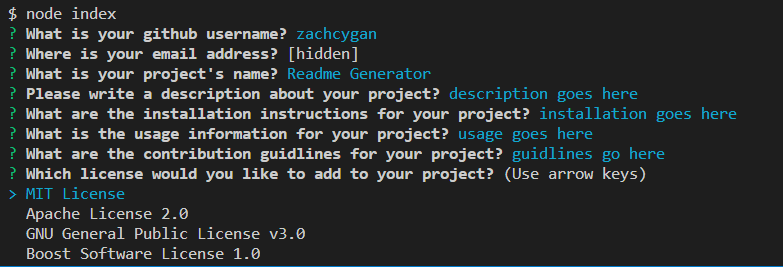 $ node index
? What is your github username? zachcygan
? Where is your email address? [hidden]
? What is your project's name? Readme Generator
? Please write a description about your project? description goes here
? What are the installation instructions for your project? installation goes here
? What is the usage information for your project? usage goes here
? What are the contribution guidlines for your project? guidlines go here
? Which license would you like to add to your project? (Use arrow keys)
> MIT License
Apache License 2.0
GNU General Public License v3.0
Boost Software License 1.0